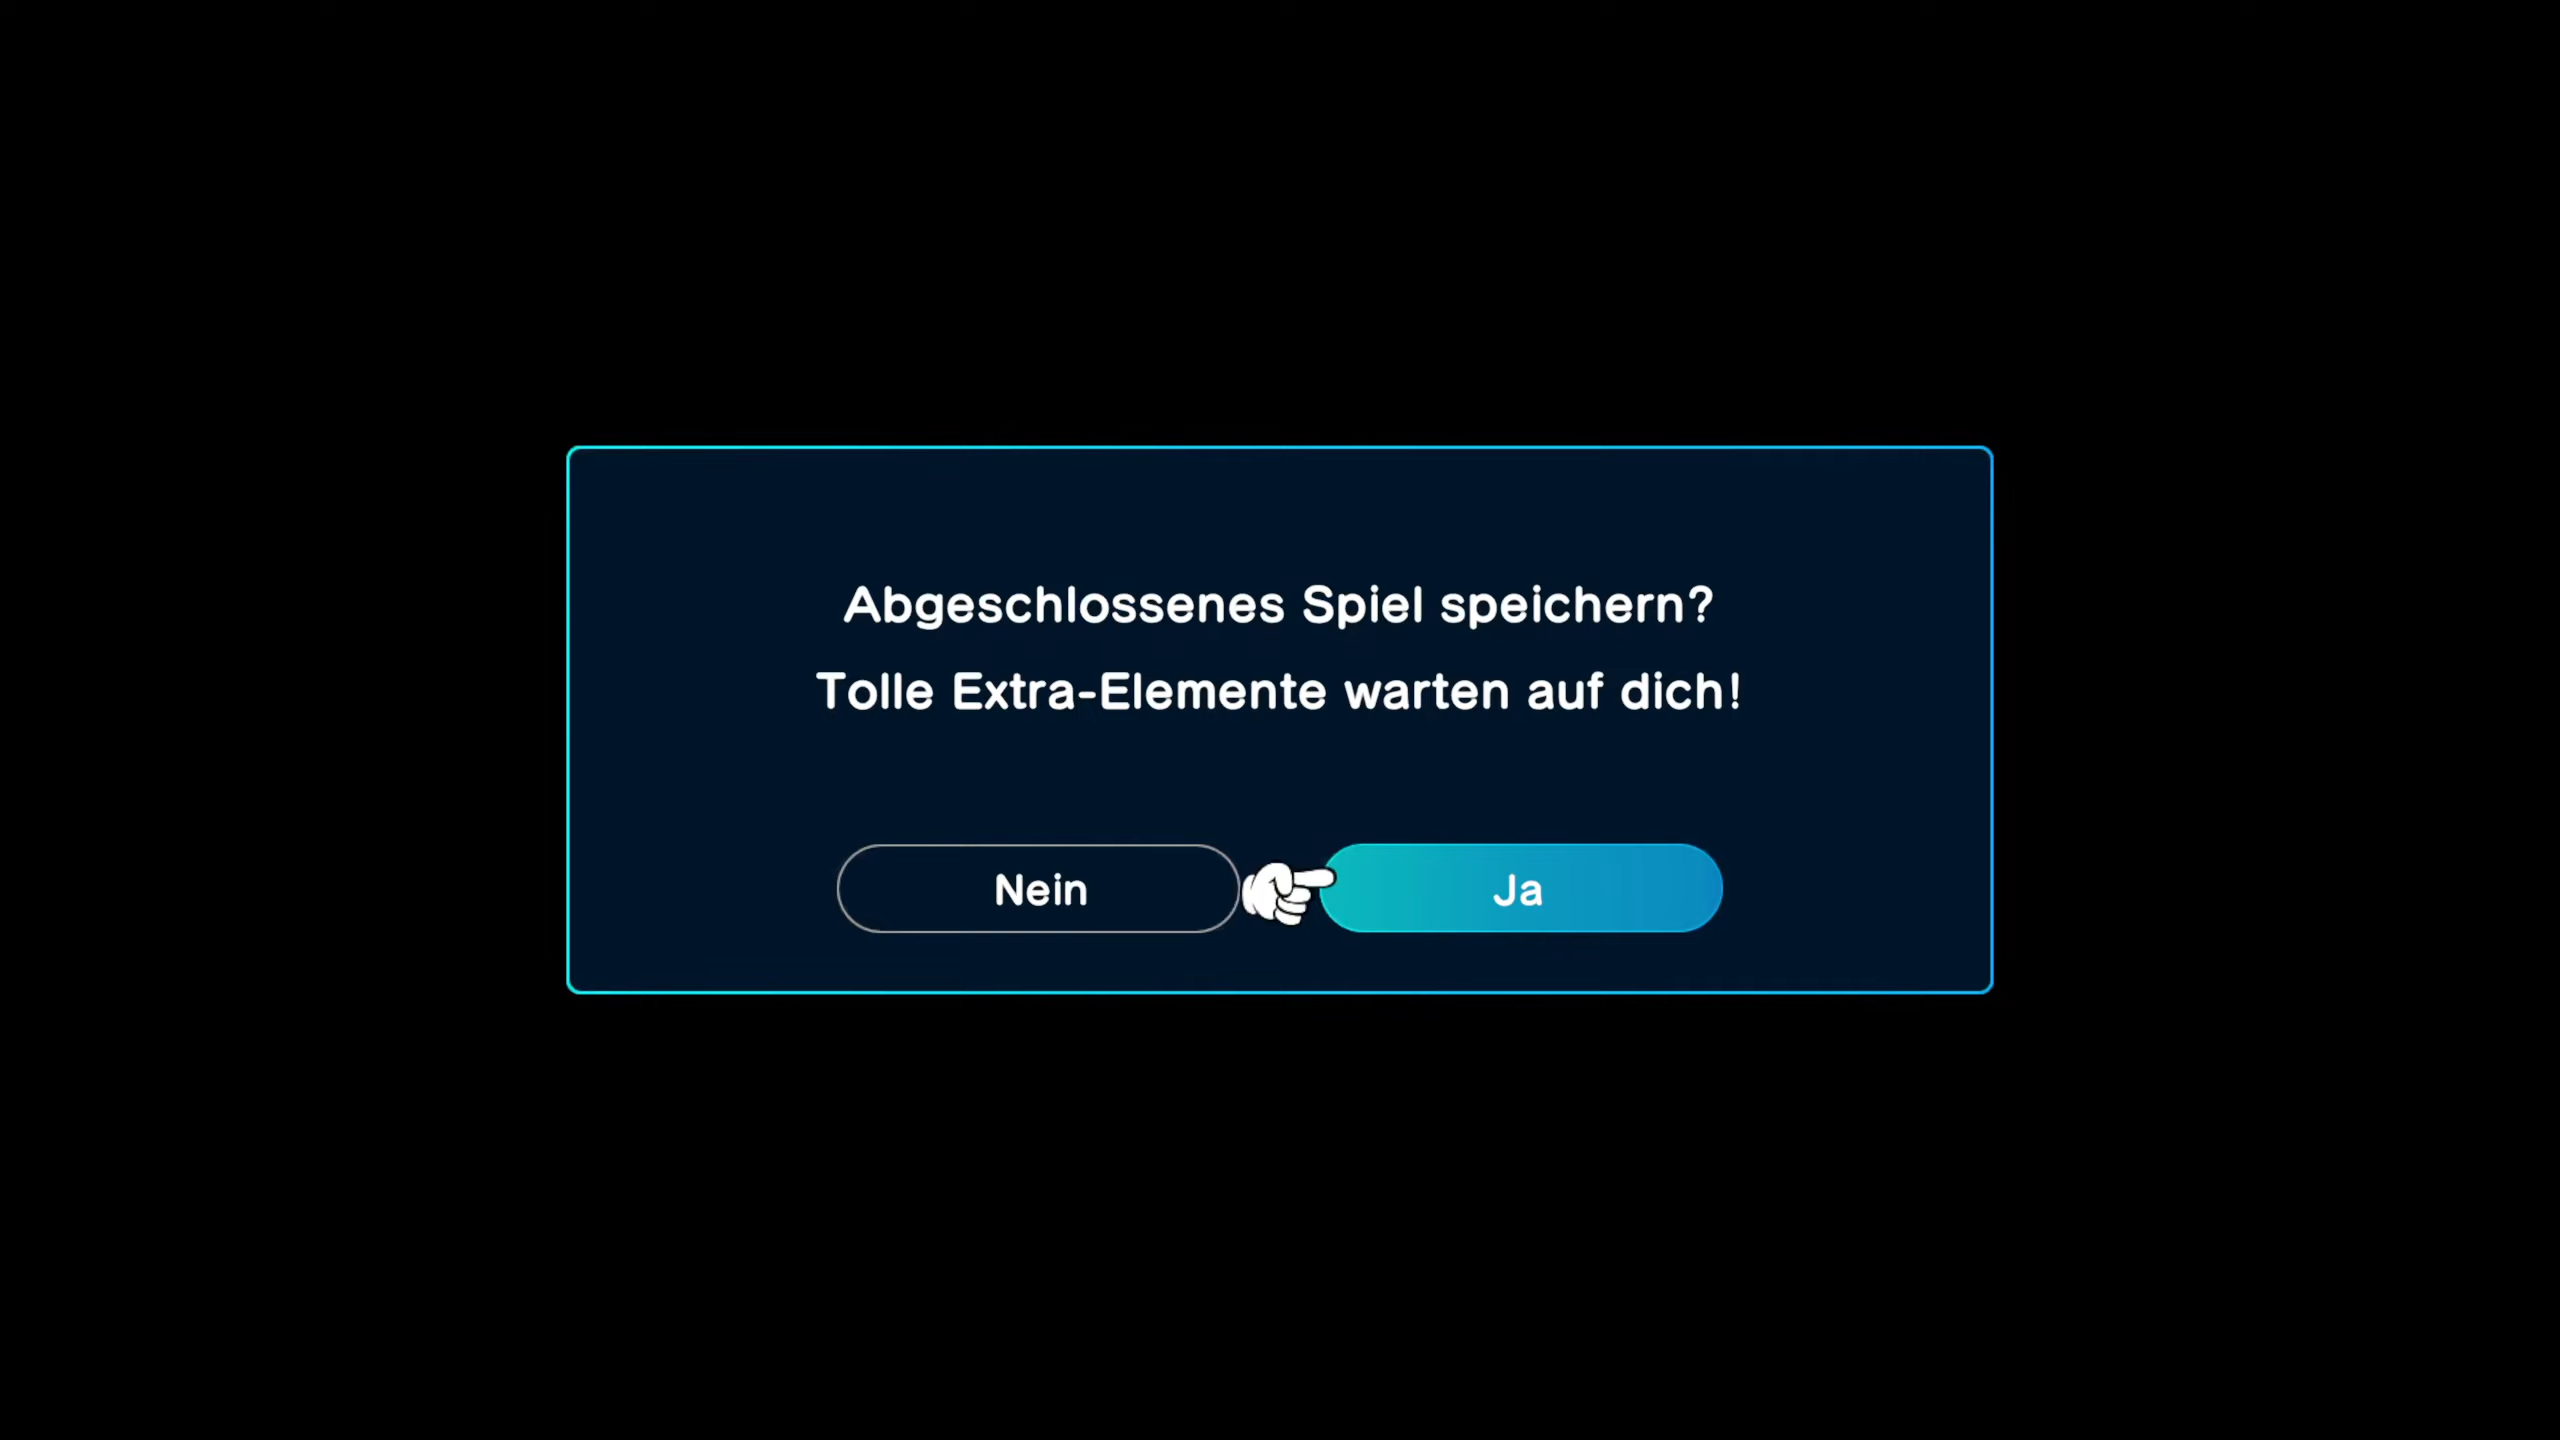 Abgeschlossenes Spiel speichern?
Tolle Extra-Elemente warten auf dich!
Nein
Ja